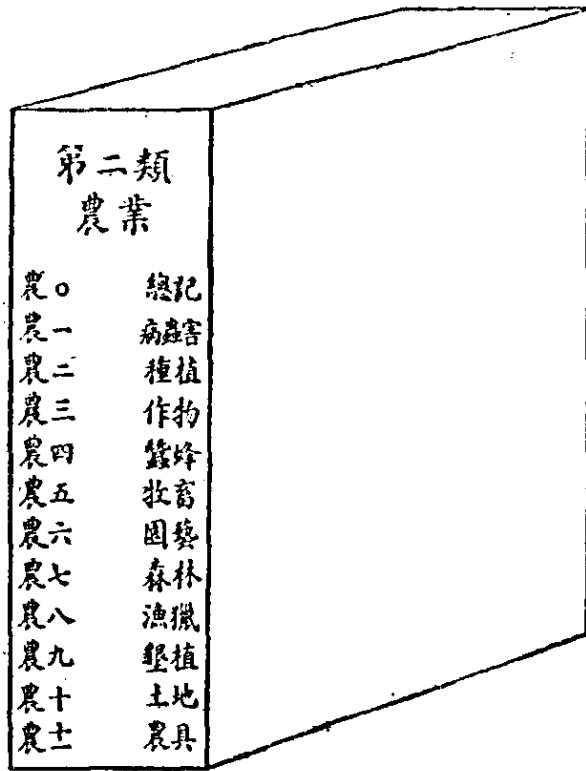 第二類
農業
農〇 總記
農一 病蟲害
農二 種植
農三 作物
農四 蠶蜂
農五 牧畜
農六 園藝
農七 森林
農八 漁獵
農九 墾植
農十 土地
農十一 農具